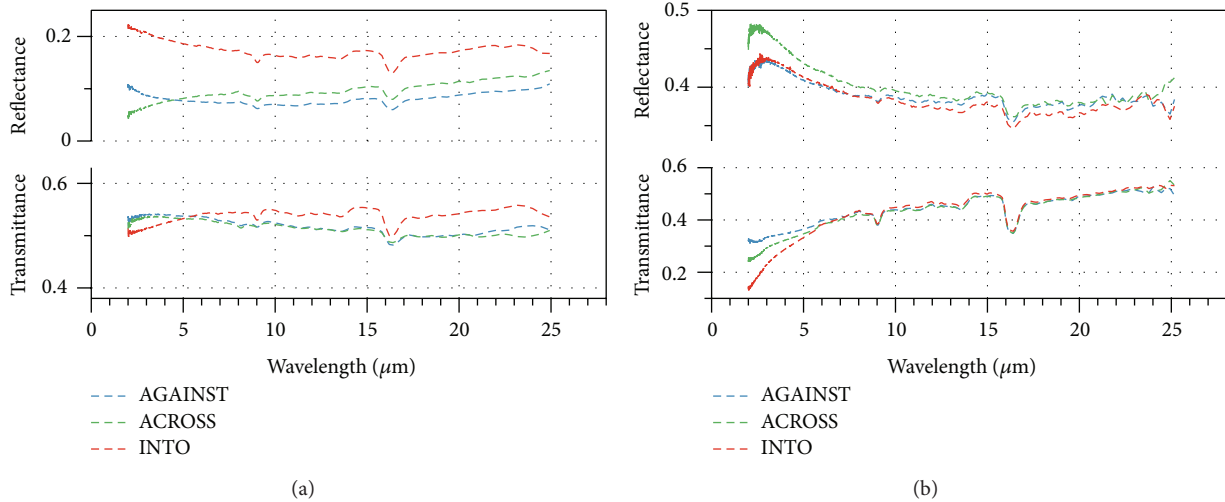 Reflectance
0.2
0
Transmittance
0.6
0.4
0 5 10 15 20 25
Wavelength (μm)
AGAINST
ACROSS
INTO
(a)
Reflectance
0.5
0.4
Transmittance
0.6
0.4
0.2
0 5 10 15 20 25
Wavelength (μm)
AGAINST
ACROSS
INTO
(b)